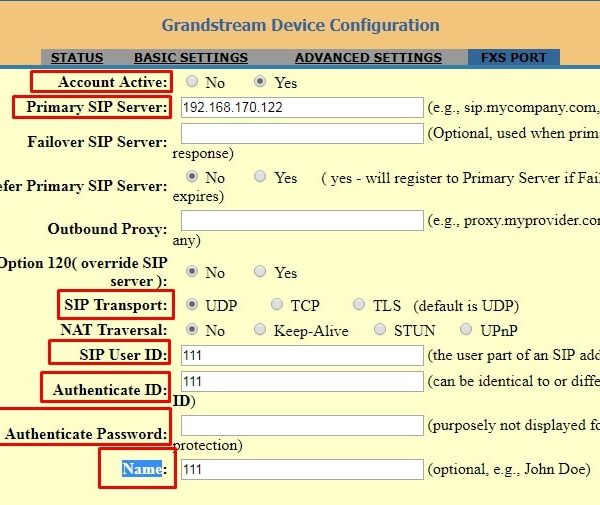 Grandstream Device Configuration
STATUS BASIC SETTINGS ADVANCED SETTINGS FXS PORT
Account Active: No Yes
Primary SIP Server: 192.168.170.122 (e.g., sip.mycompany.com,
Failover SIP Server: (Optional, used when prima
response)
efer Primary SIP Server: No Yes ( yes - will register to Primary Server if Fail
expires)
Outbound Proxy: (e.g., proxy.myprovider.com
any)
Option 120( override SIP
server ): No Yes
SIP Transport: UDP TCP TLS (default is UDP)
NAT Traversal: No Keep-Alive STUN UPnP
SIP User ID: 111 (the user part of an SIP add
Authenticate ID: 111 (can be identical to or diffe
ID)
Authenticate Password: (purposely not displayed fo
protection)
Name: 111 (optional, e.g., John Doe)